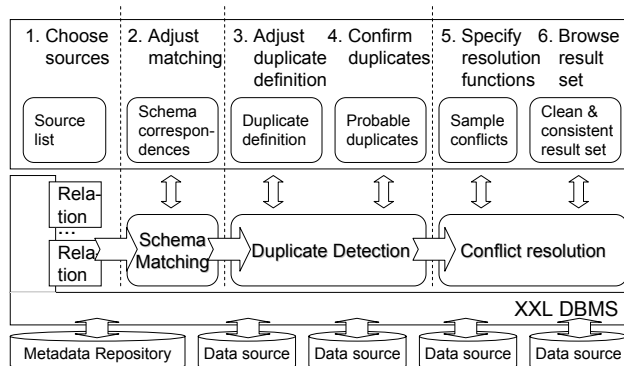 1. Choose
sources
2. Adjust
matching
3. Adjust
duplicate
definition
4. Confirm
duplicates
5. Specify
resolution
functions
6. Browse
result
set
Source
list
Schema
correspon-
dences
Duplicate
definition
Probable
duplicates
Sample
conflicts
Clean &
consistent
result set
Rela-
tion
...
Rela-
tion
Schema
Matching
Duplicate Detection
Conflict resolution
XXL DBMS
Metadata Repository
Data source
Data source
Data source
Data source